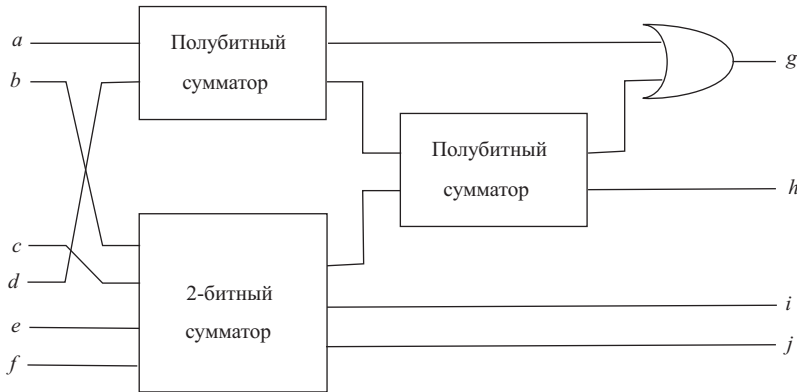 a
b
c
d
e
f
Полубитный
сумматор
Полубитный
сумматор
2-битный
сумматор
g
h
i
j